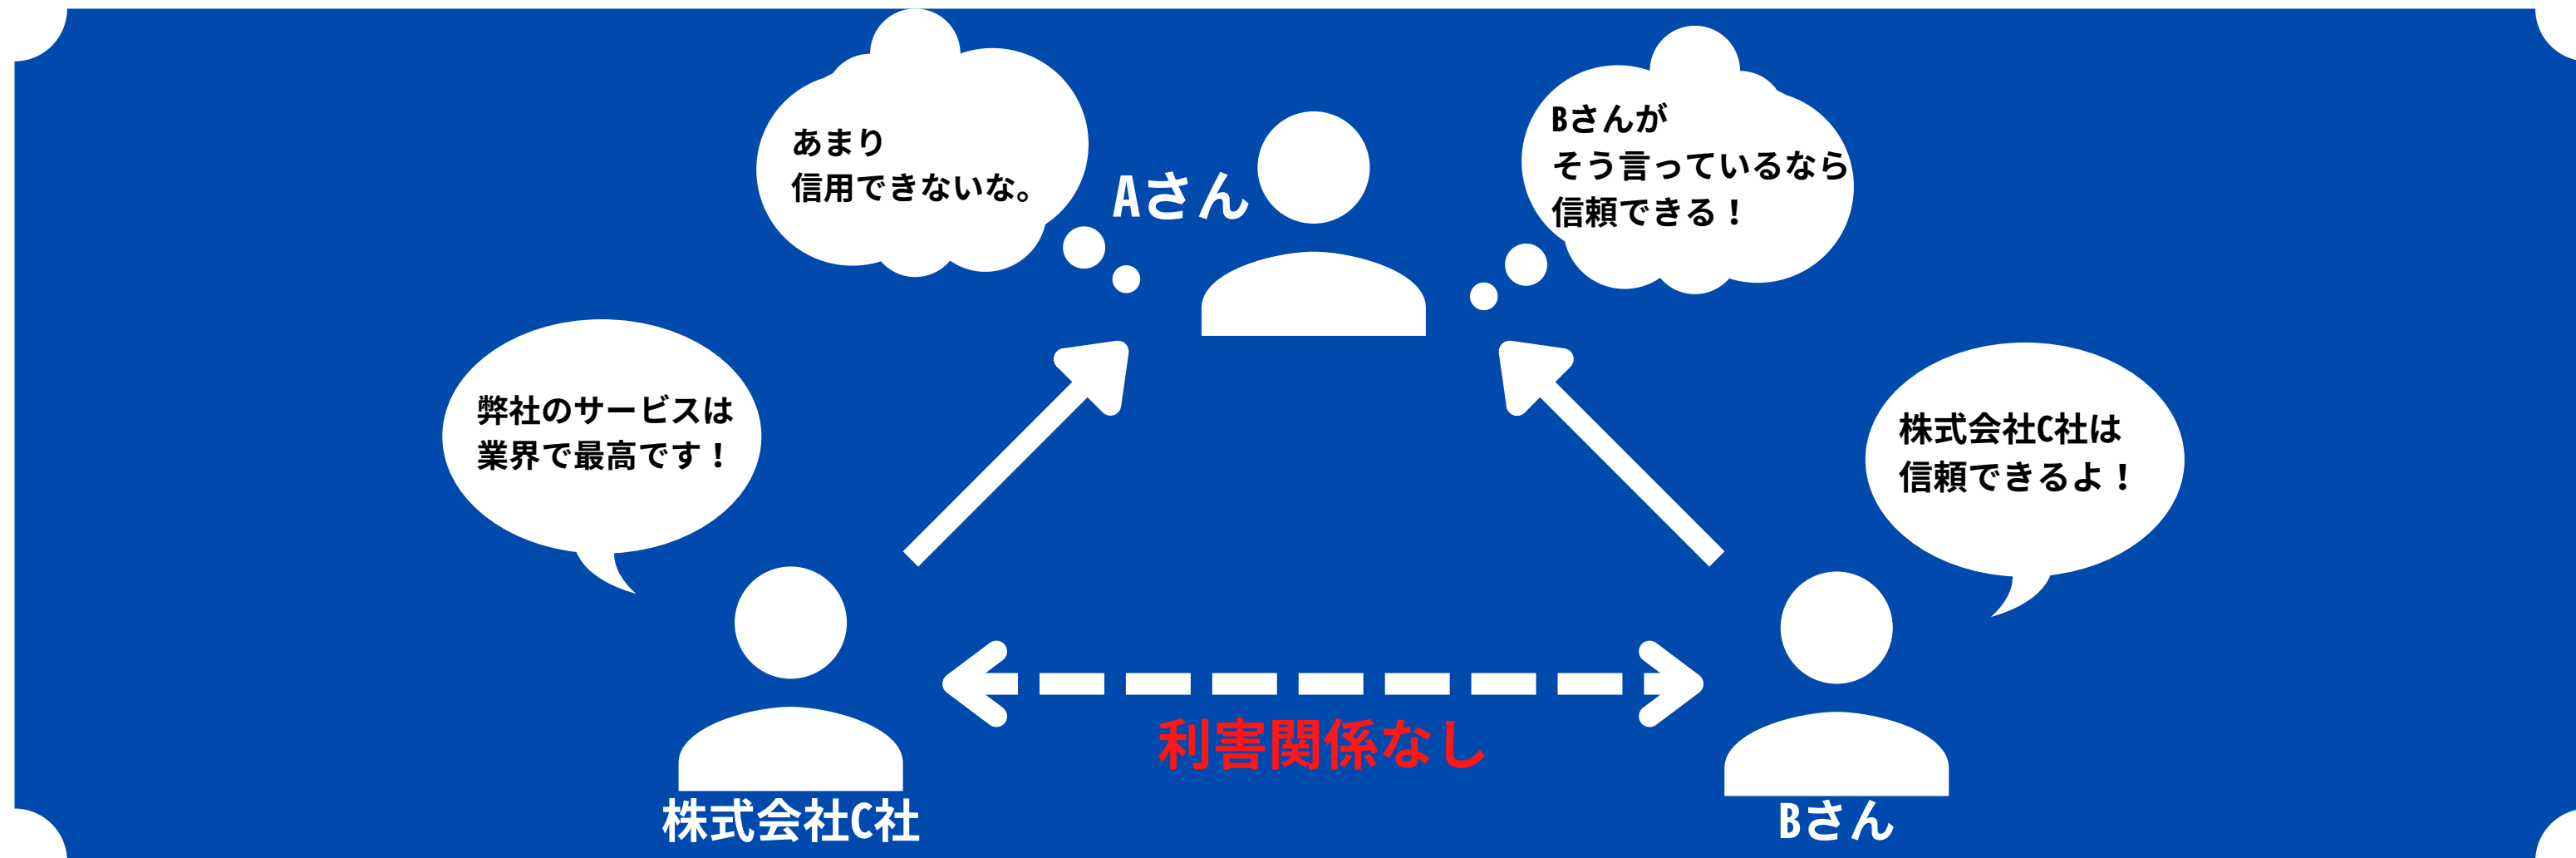 あまり
信用できないな。
Aさん
Bさんが
そう言っているなら
信頼できる！
弊社のサービスは
業界で最高です！
株式会社C社は
信頼できるよ！
利害関係なし
株式会社C社
Bさん